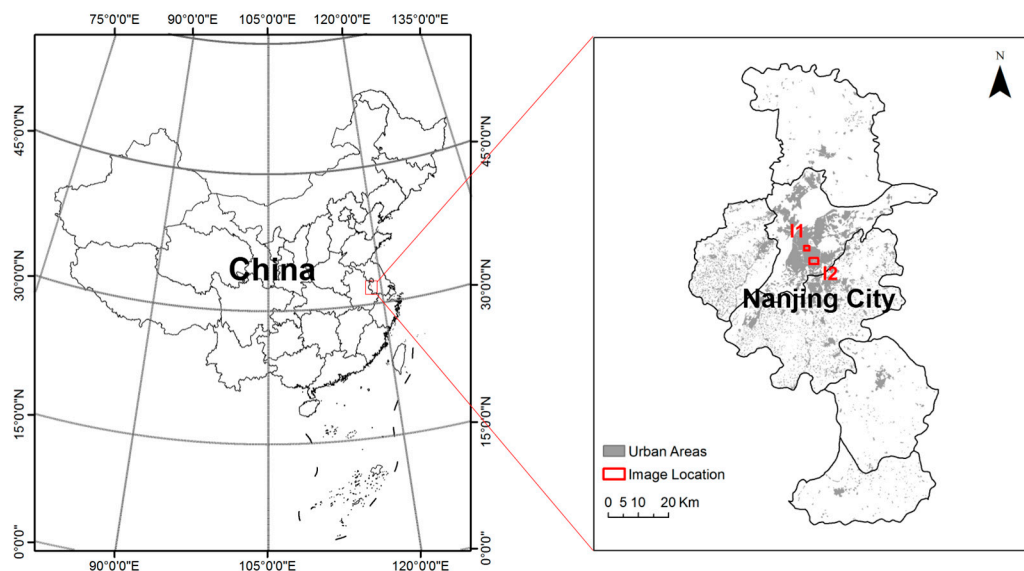 75°0'0"E 90°0'0"E 105°0'0"E 120°0'0"E 135°0'0"E
45°0'0"N
30°0'0"N
15°0'0"N
0°0'0"
China
45°0'0"N
30°0'0"N
15°0'0"N
0°0'0"
90°0'0"E 105°0'0"E 120°0'0"E
N
I1
I2
Nanjing City
Urban Areas
Image Location
0 5 10 20 Km